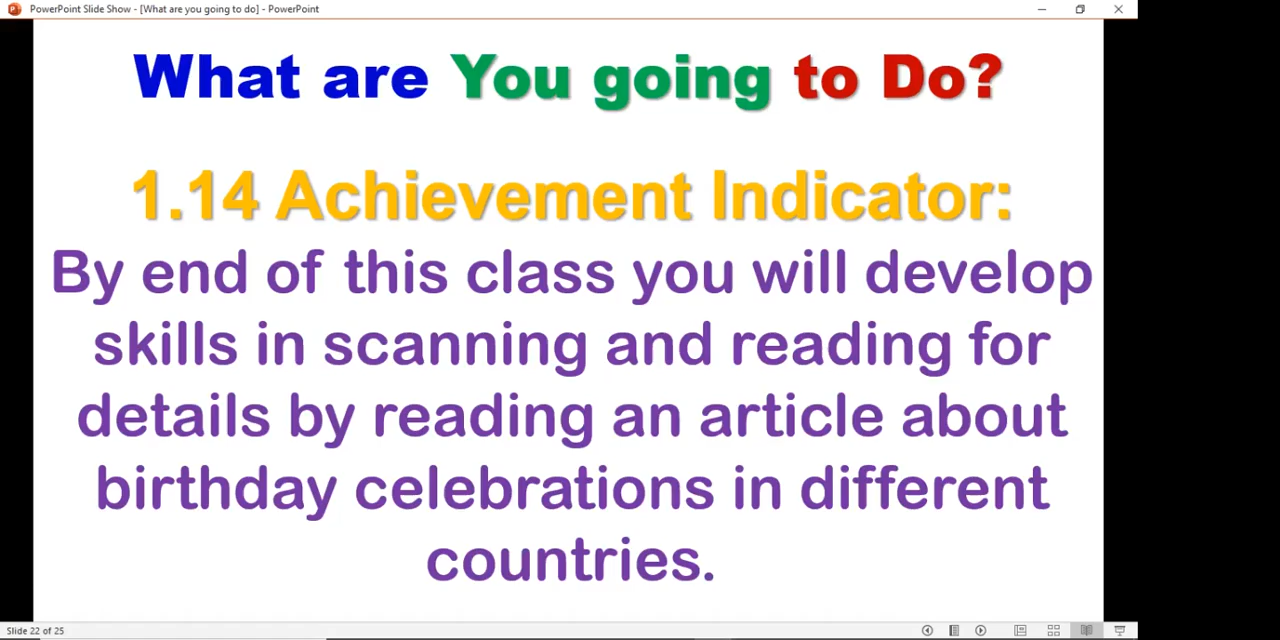 PowerPoint Slide Show - [What are you going to do] - PowerPoint
What are You going to Do?
1.14 Achievement Indicator:
By end of this class you will develop
skills in scanning and reading for
details by reading an article about
birthday celebrations in different
countries.
Slide 22 of 25